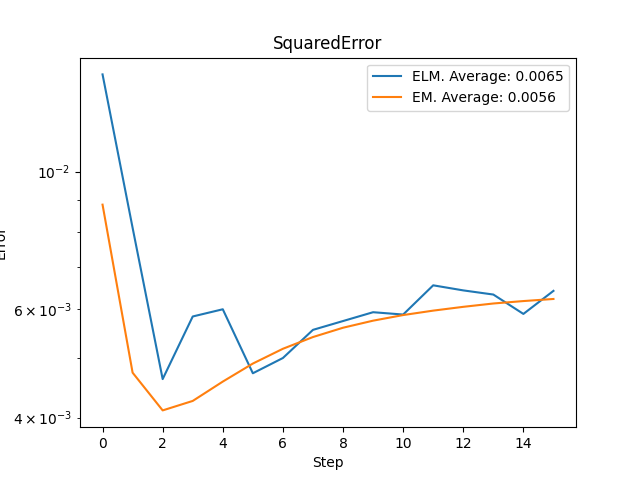 SquaredError
ELM. Average: 0.0065
EM. Average: 0.0056
Error
10⁻²
6 × 10⁻³
4 × 10⁻³
0 2 4 6 8 10 12 14
Step